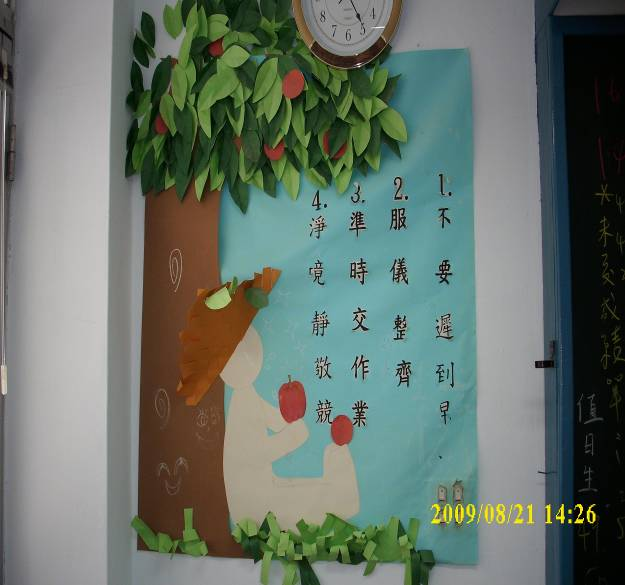 1. 不要遲到早
2. 服儀整齊
3. 準時交作業
4. 淨境靜敬競
值日生
2009/08/21 14:26